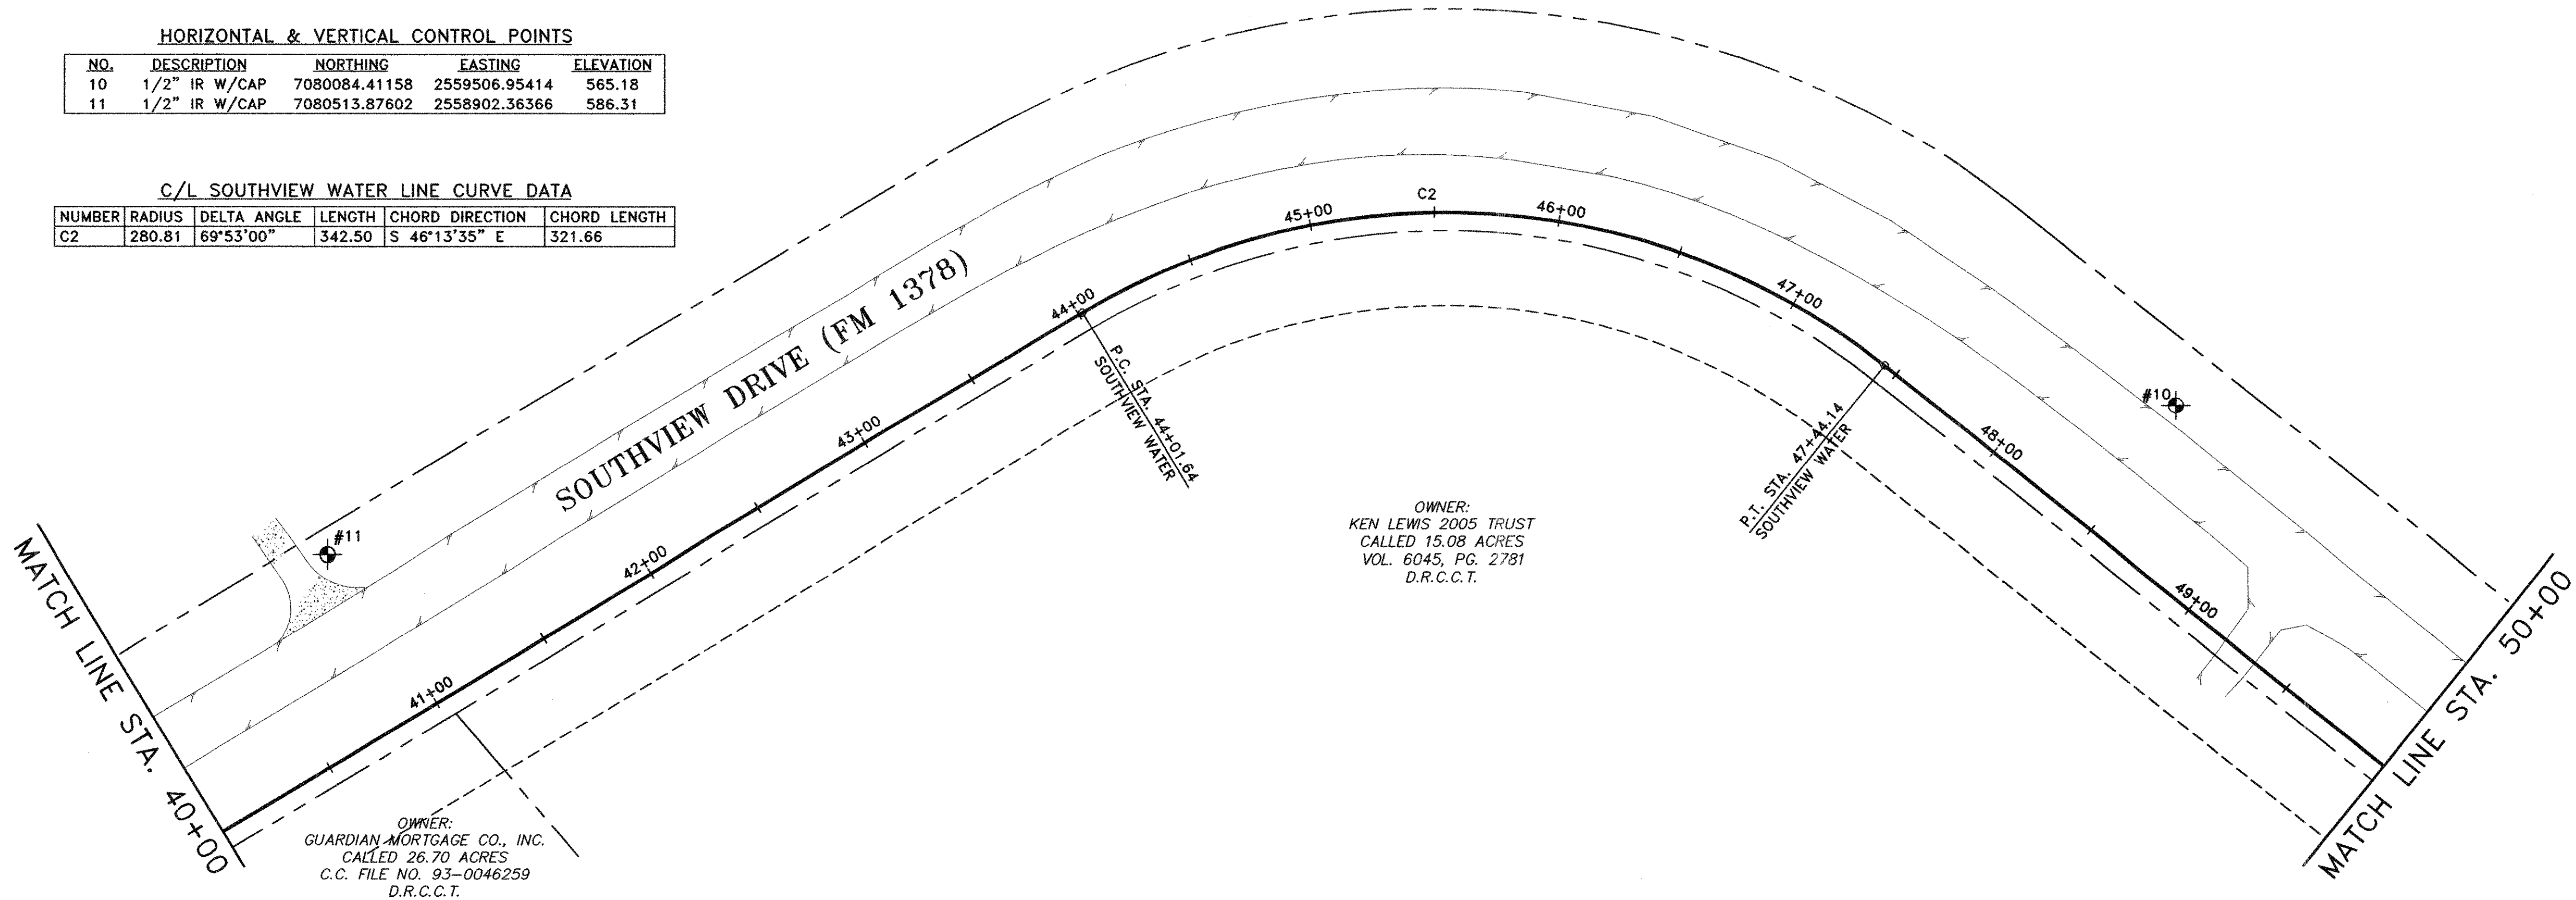 HORIZONTAL & VERTICAL CONTROL POINTS
NO. DESCRIPTION NORTHING EASTING ELEVATION
10 1/2" IR W/CAP 7080084.41158 2559506.95414 565.18
11 1/2" IR W/CAP 7080513.87602 2558902.36366 586.31
C/L SOUTHVIEW WATER LINE CURVE DATA
NUMBER RADIUS DELTA ANGLE LENGTH CHORD DIRECTION CHORD LENGTH
C2 280.81 69°53'00" 342.50 S 46°13'35" E 321.66
SOUTHVIEW DRIVE (FM 1378)
MATCH LINE STA. 40+00
#11
41+00
42+00
43+00
44+00
P.C. STA. 44+01.64
SOUTHVIEW WATER
45+00
C2
46+00
47+00
P.T. STA. 47+44.14
SOUTHVIEW WATER
#10
48+00
49+00
MATCH LINE STA. 50+00
OWNER:
KEN LEWIS 2005 TRUST
CALLED 15.08 ACRES
VOL. 6045, PG. 2781
D.R.C.C.T.
OWNER:
GUARDIAN MORTGAGE CO., INC.
CALLED 26.70 ACRES
C.C. FILE NO. 93-0046259
D.R.C.C.T.